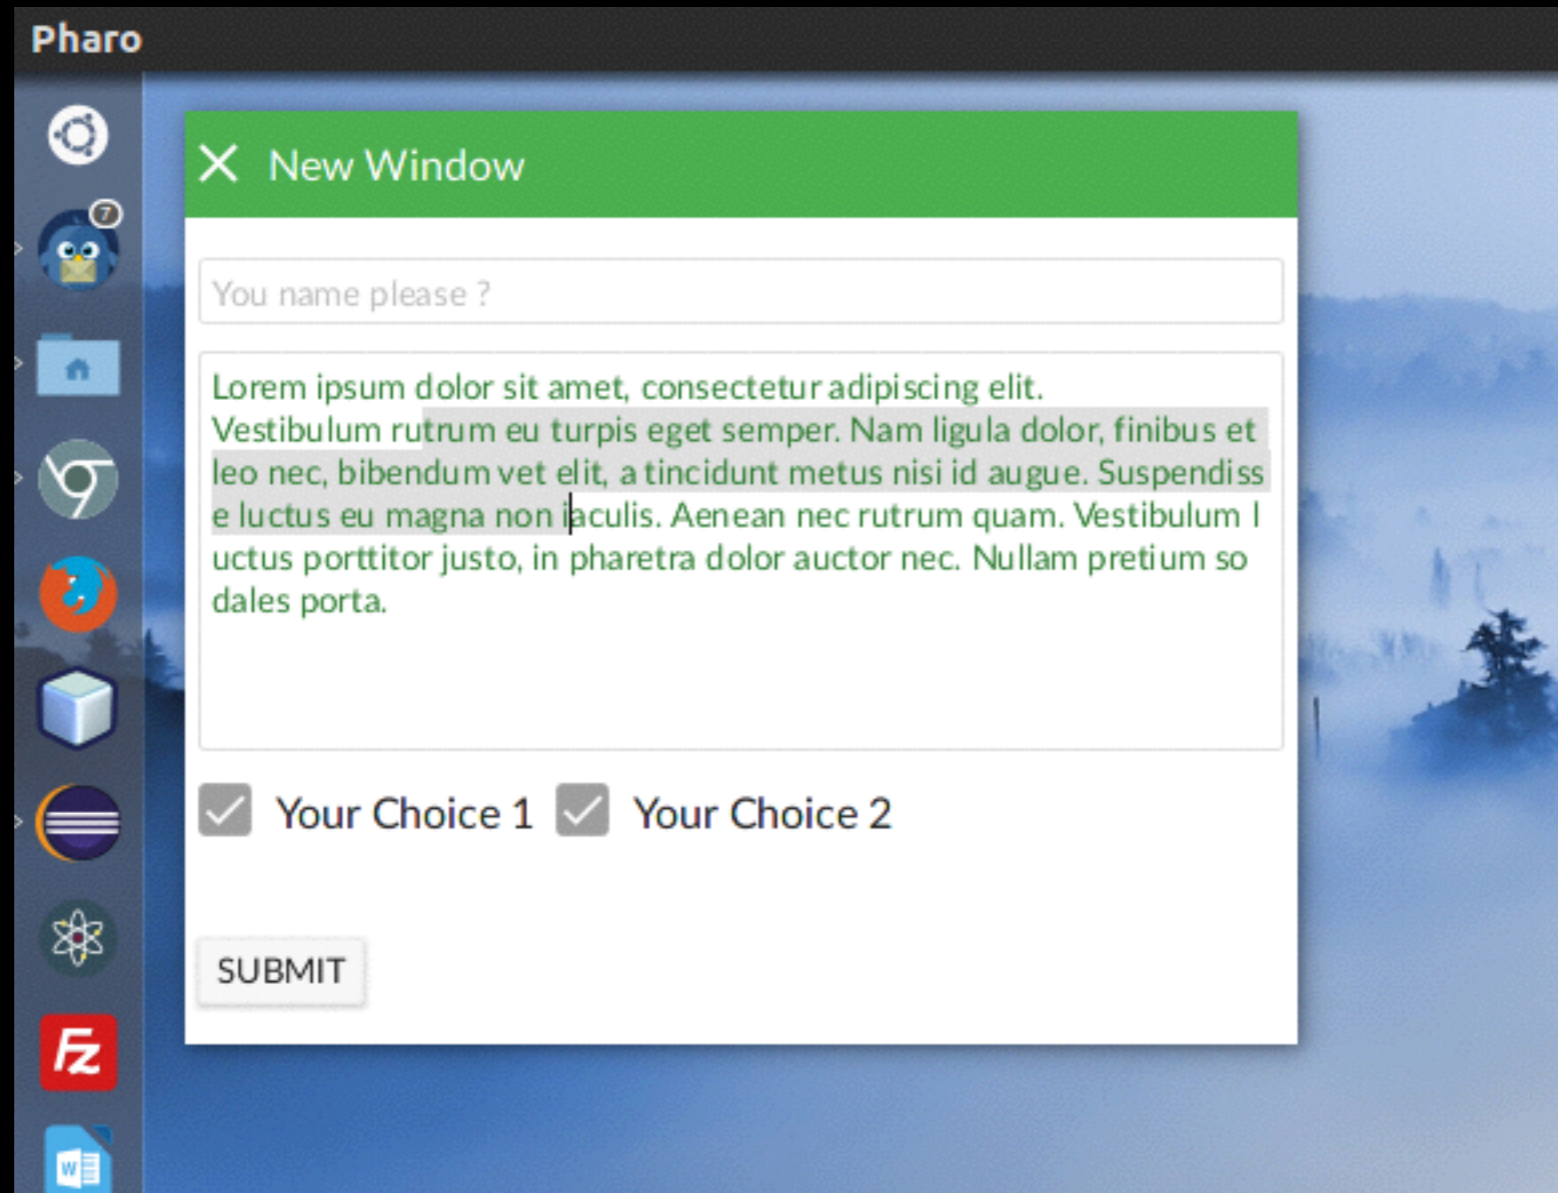 Pharo
7
New Window
You name please ?
Lorem ipsum dolor sit amet, consectetur adipiscing elit.
Vestibulum rutrum eu turpis eget semper. Nam ligula dolor, finibus et
leo nec, bibendum vet elit, a tincidunt metus nisi id augue. Suspendiss
e luctus eu magna non iaculis. Aenean nec rutrum quam. Vestibulum l
uctus porttitor justo, in pharetra dolor auctor nec. Nullam pretium so
dales porta.
Your Choice 1 Your Choice 2
SUBMIT
Fz
W